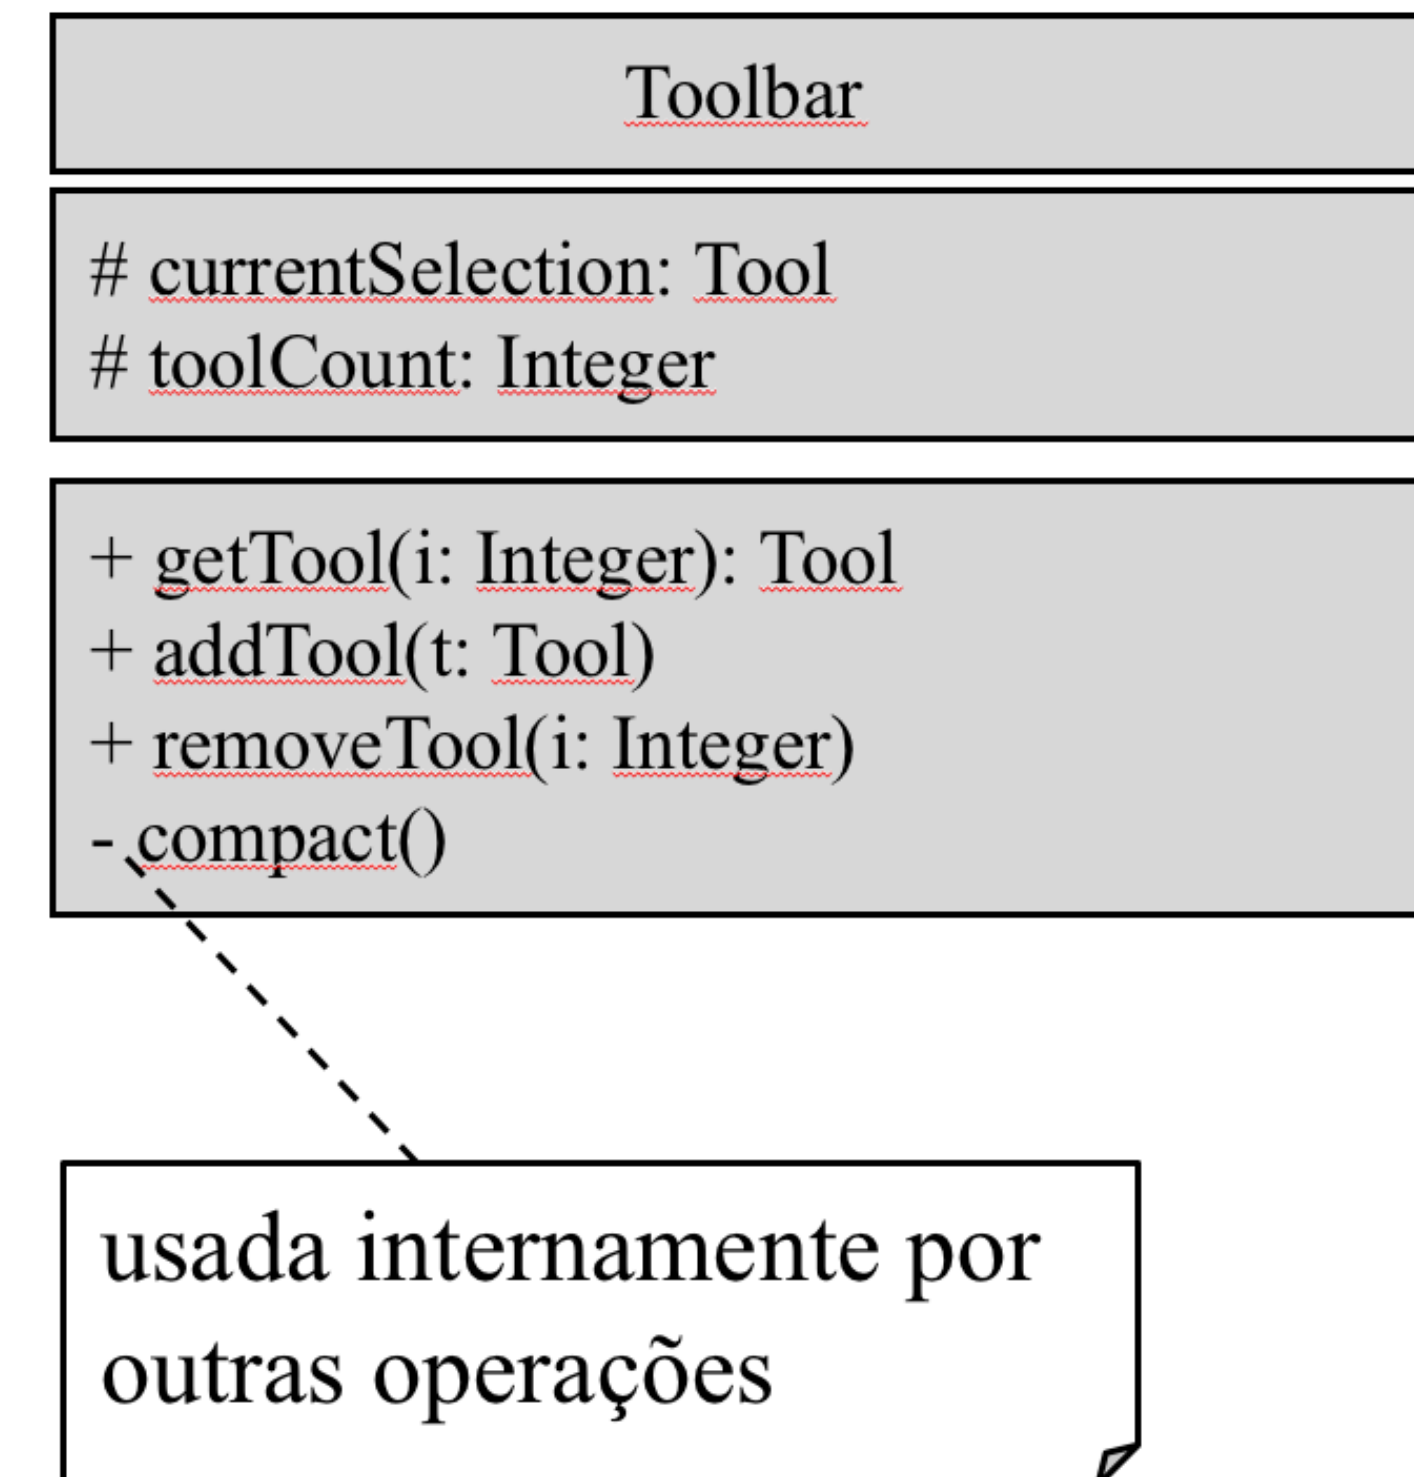 Toolbar
# currentSelection: Tool
# toolCount: Integer
+ getTool(i: Integer): Tool
+ addTool(t: Tool)
+ removeTool(i: Integer)
- compact()
usada internamente por
outras operações